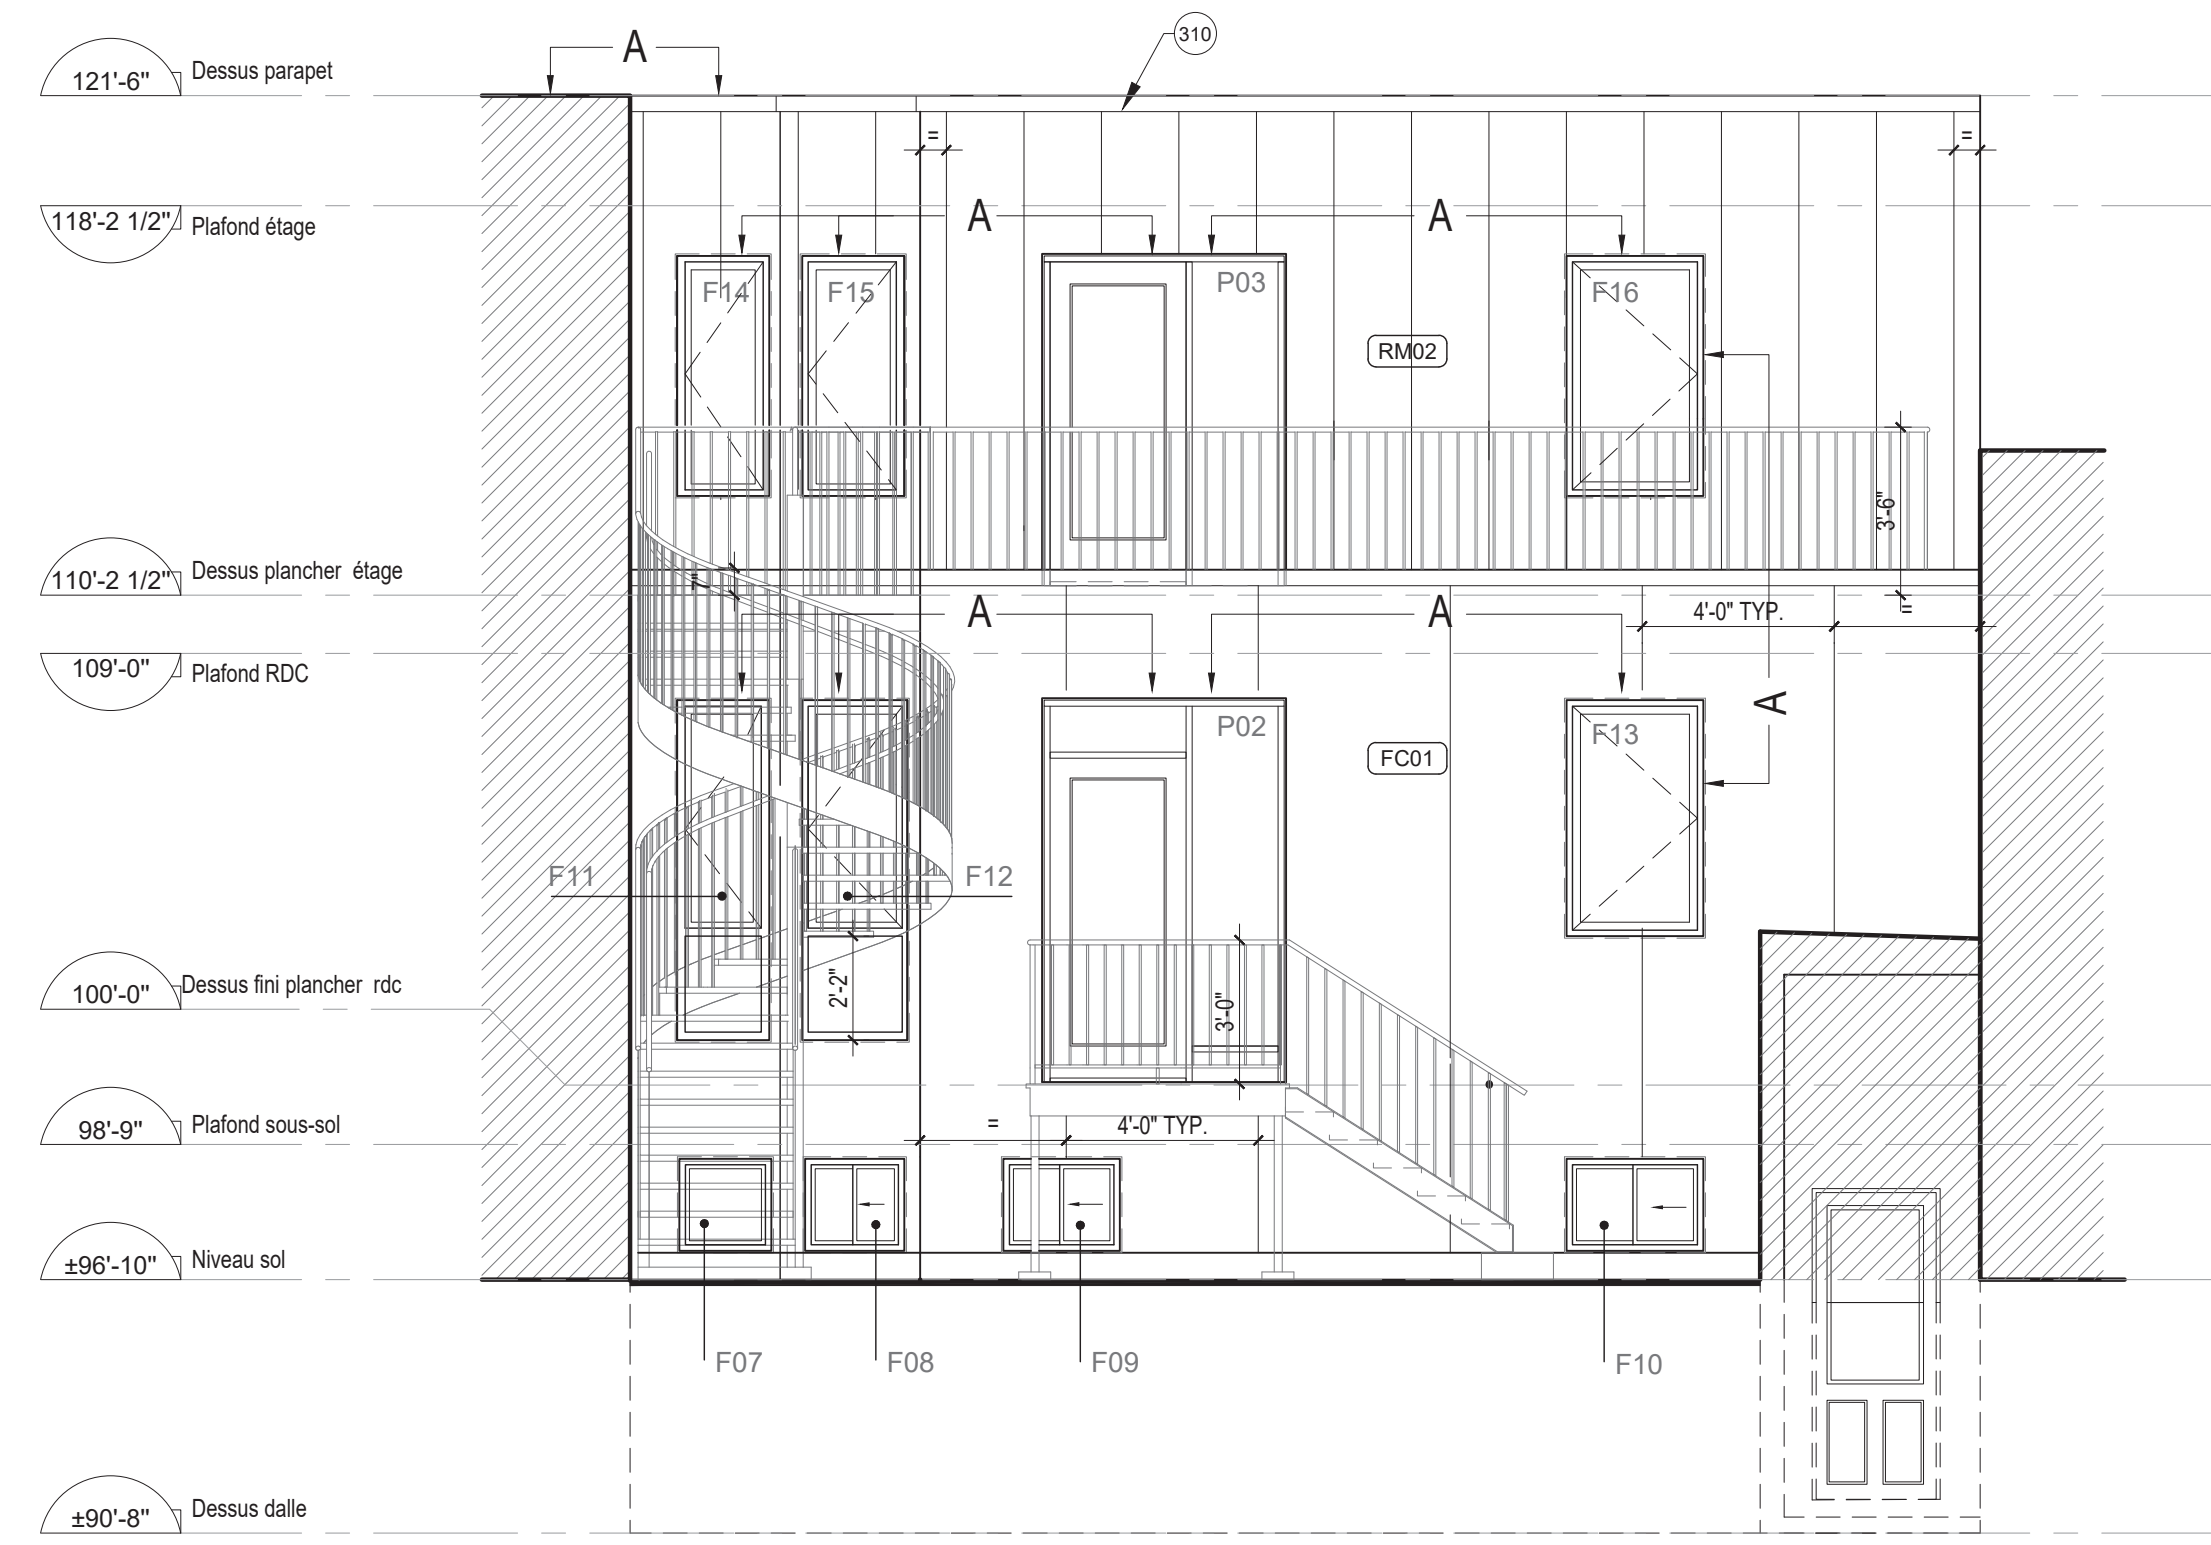 310
A
121'-6" Dessus parapet
= =
118'-2 1/2" Plafond étage
A A
F14 F15 P03 F16
RM02
3'-6"
110'-2 1/2" Dessus plancher étage
7"
A A 4'-0" TYP. =
109'-0" Plafond RDC
A
P02 F13
FC01
F11 F12
100'-0" Dessus fini plancher rdc
2'-2" 3'-0"
98'-9" Plafond sous-sol
= 4'-0" TYP.
±96'-10" Niveau sol
F07 F08 F09 F10
±90'-8" Dessus dalle